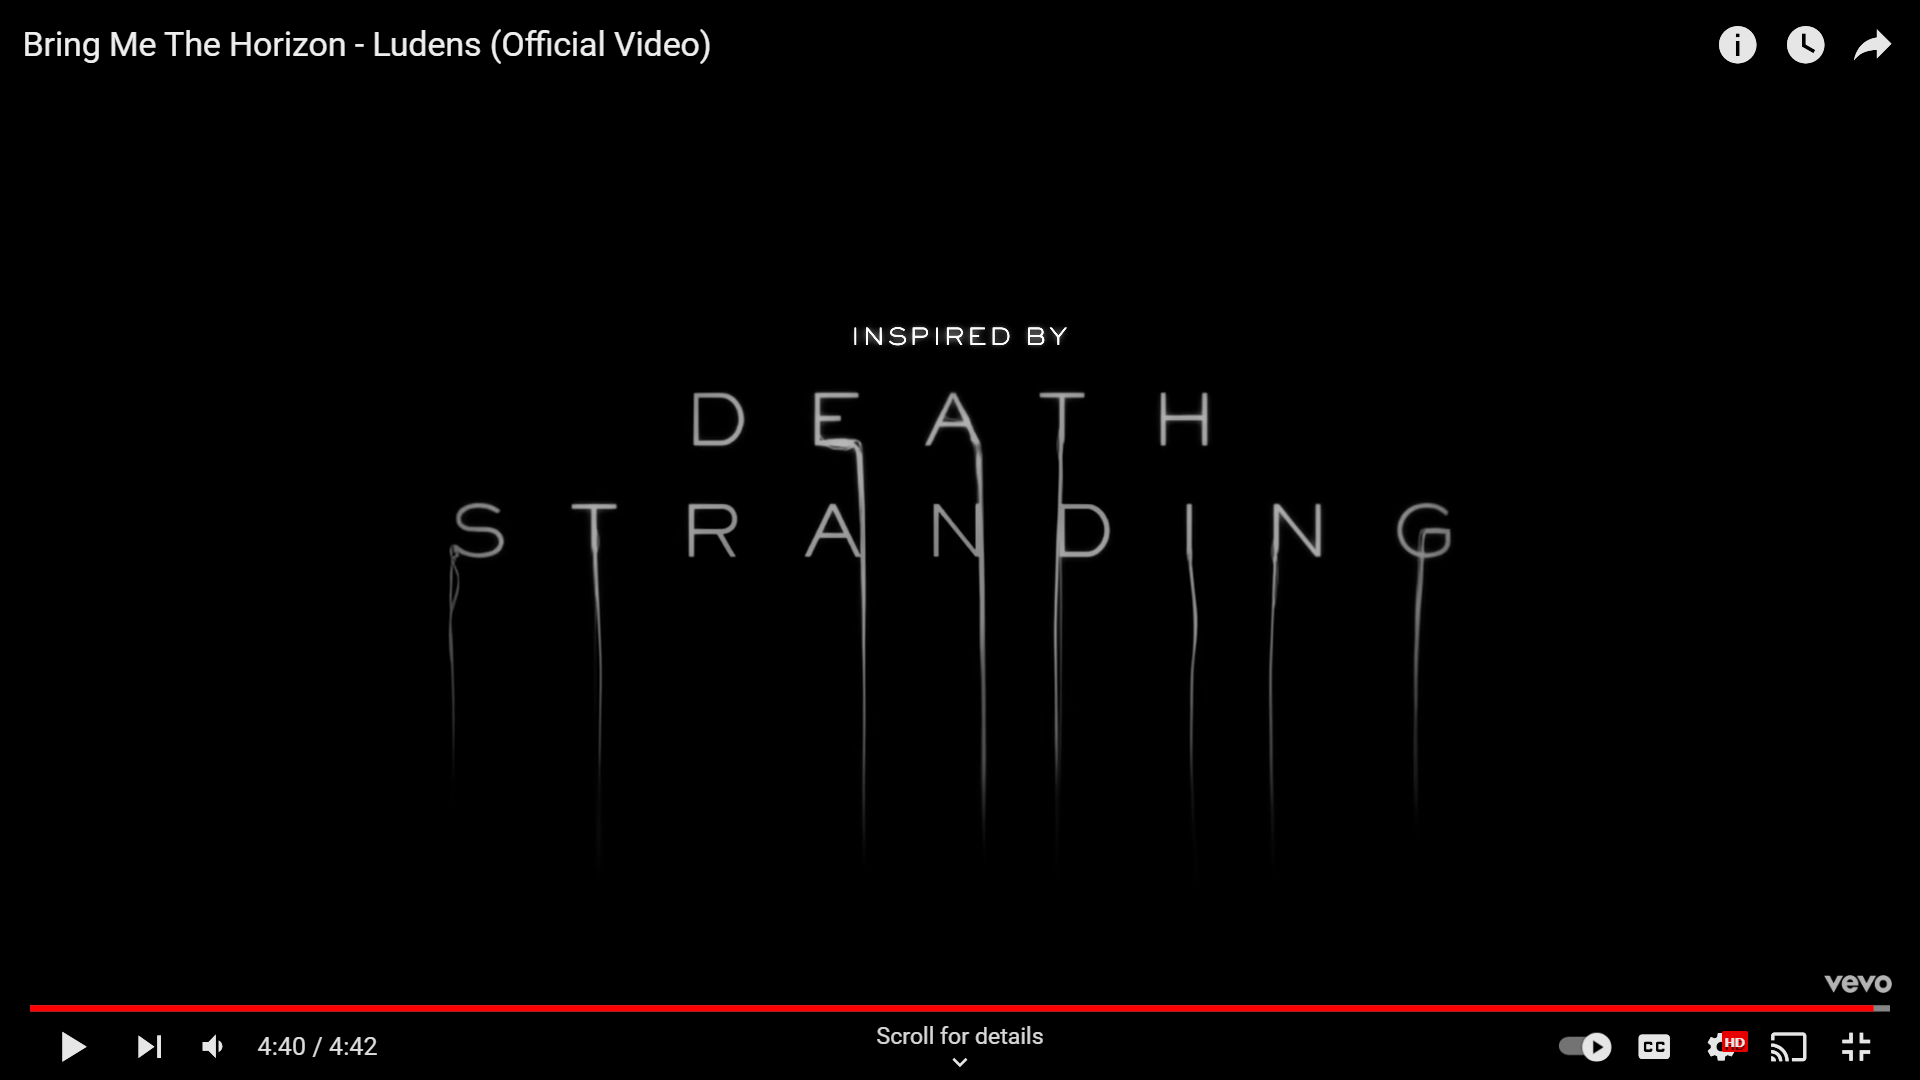 Bring Me The Horizon - Ludens (Official Video)
INSPIRED BY
DEATH
STRANDING
vevo
4:40 / 4:42
Scroll for details
CC
HD